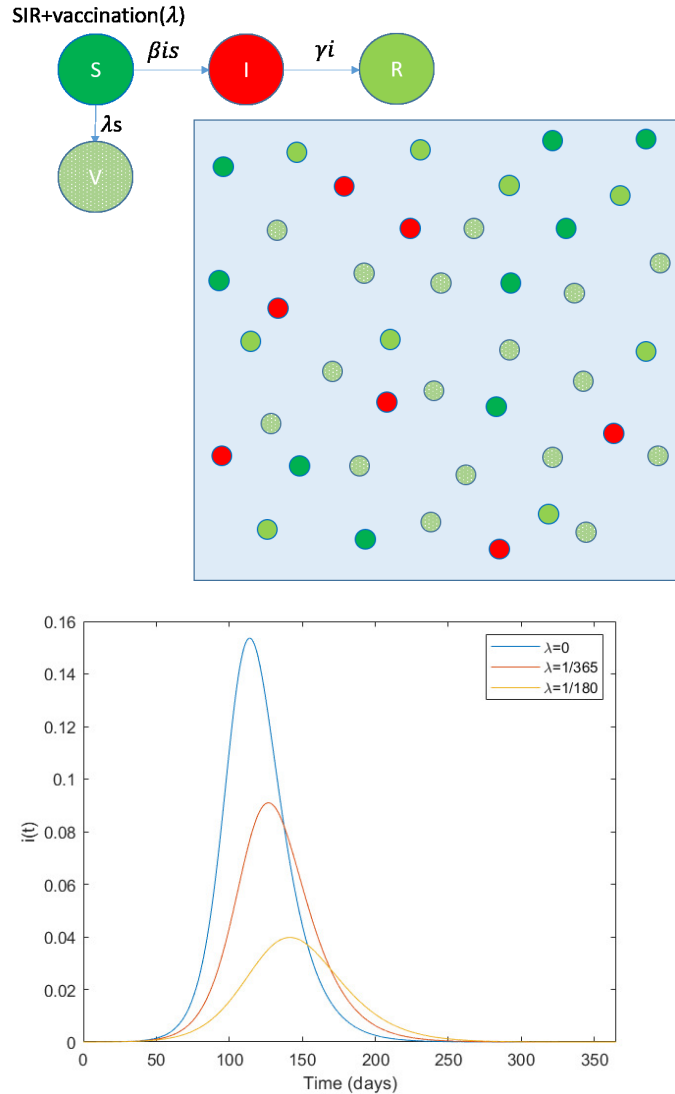 SIR+vaccination(λ)
S
βis
I
γi
R
λs
V
0.16
0.14
0.12
0.1
0.08
0.06
0.04
0.02
0
i(t)
λ=0
λ=1/365
λ=1/180
0 50 100 150 200 250 300 350
Time (days)